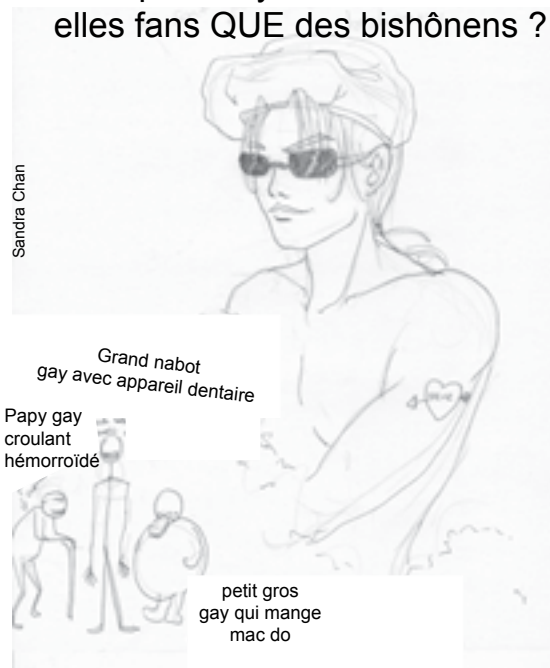 elles fans QUE des bishônens ?
Sandra Chan
Grand nabot
gay avec appareil dentaire
Papy gay
croulant
hémorroïdé
petit gros
gay qui mange
mac do